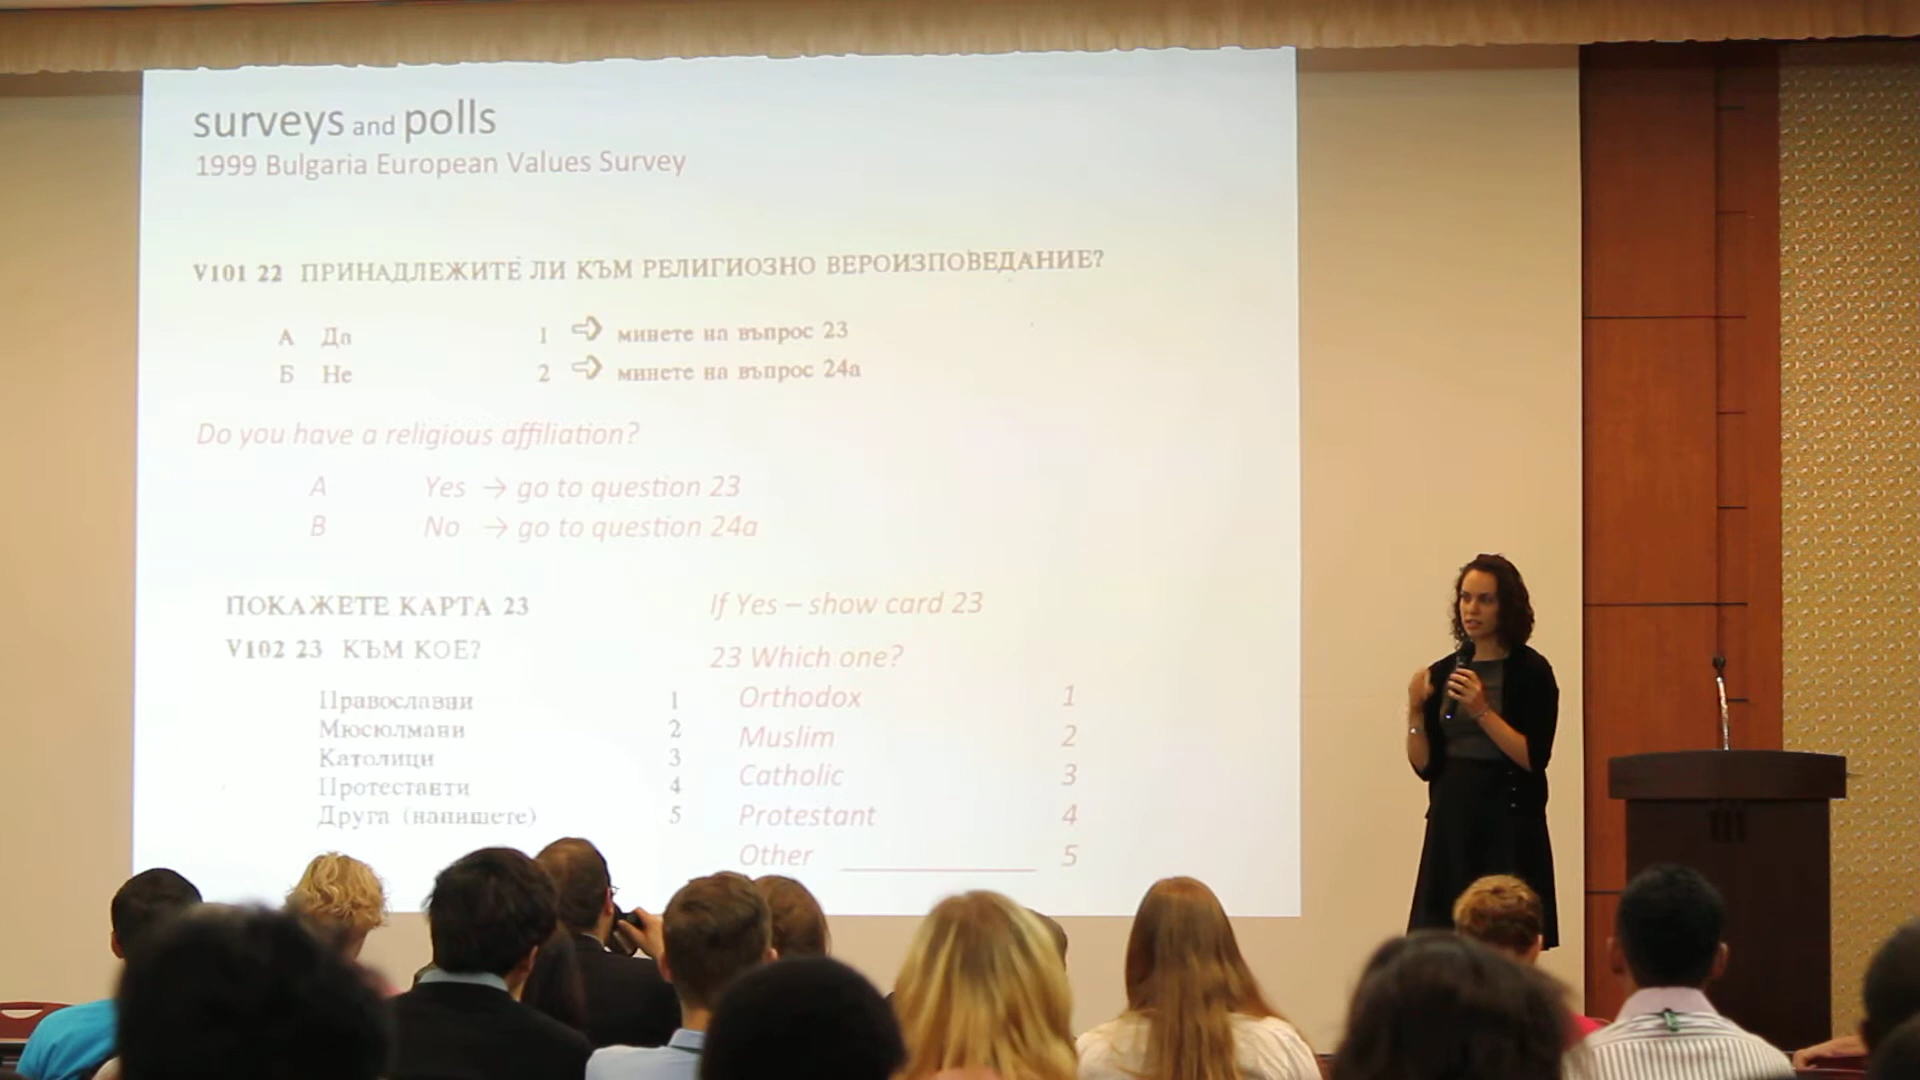 surveys and polls
1999 Bulgaria European Values Survey
V101 22 ПРИНАДЛЕЖИТЕ ЛИ КЪМ РЕЛИГИОЗНО ВЕРОИЗПОВЕДАНИЕ?
А Да 1 ⇨ минете на въпрос 23
Б Не 2 ⇨ минете на въпрос 24а
Do you have a religious affiliation?
A Yes → go to question 23
B No → go to question 24a
ПОКАЖЕТЕ КАРТА 23
V102 23 КЪМ КОЕ?
Православни 1
Мюсюлмани 2
Католици 3
Протестанти 4
Друга (напишете) 5
If Yes – show card 23
23 Which one?
Orthodox 1
Muslim 2
Catholic 3
Protestant 4
Other ______________ 5